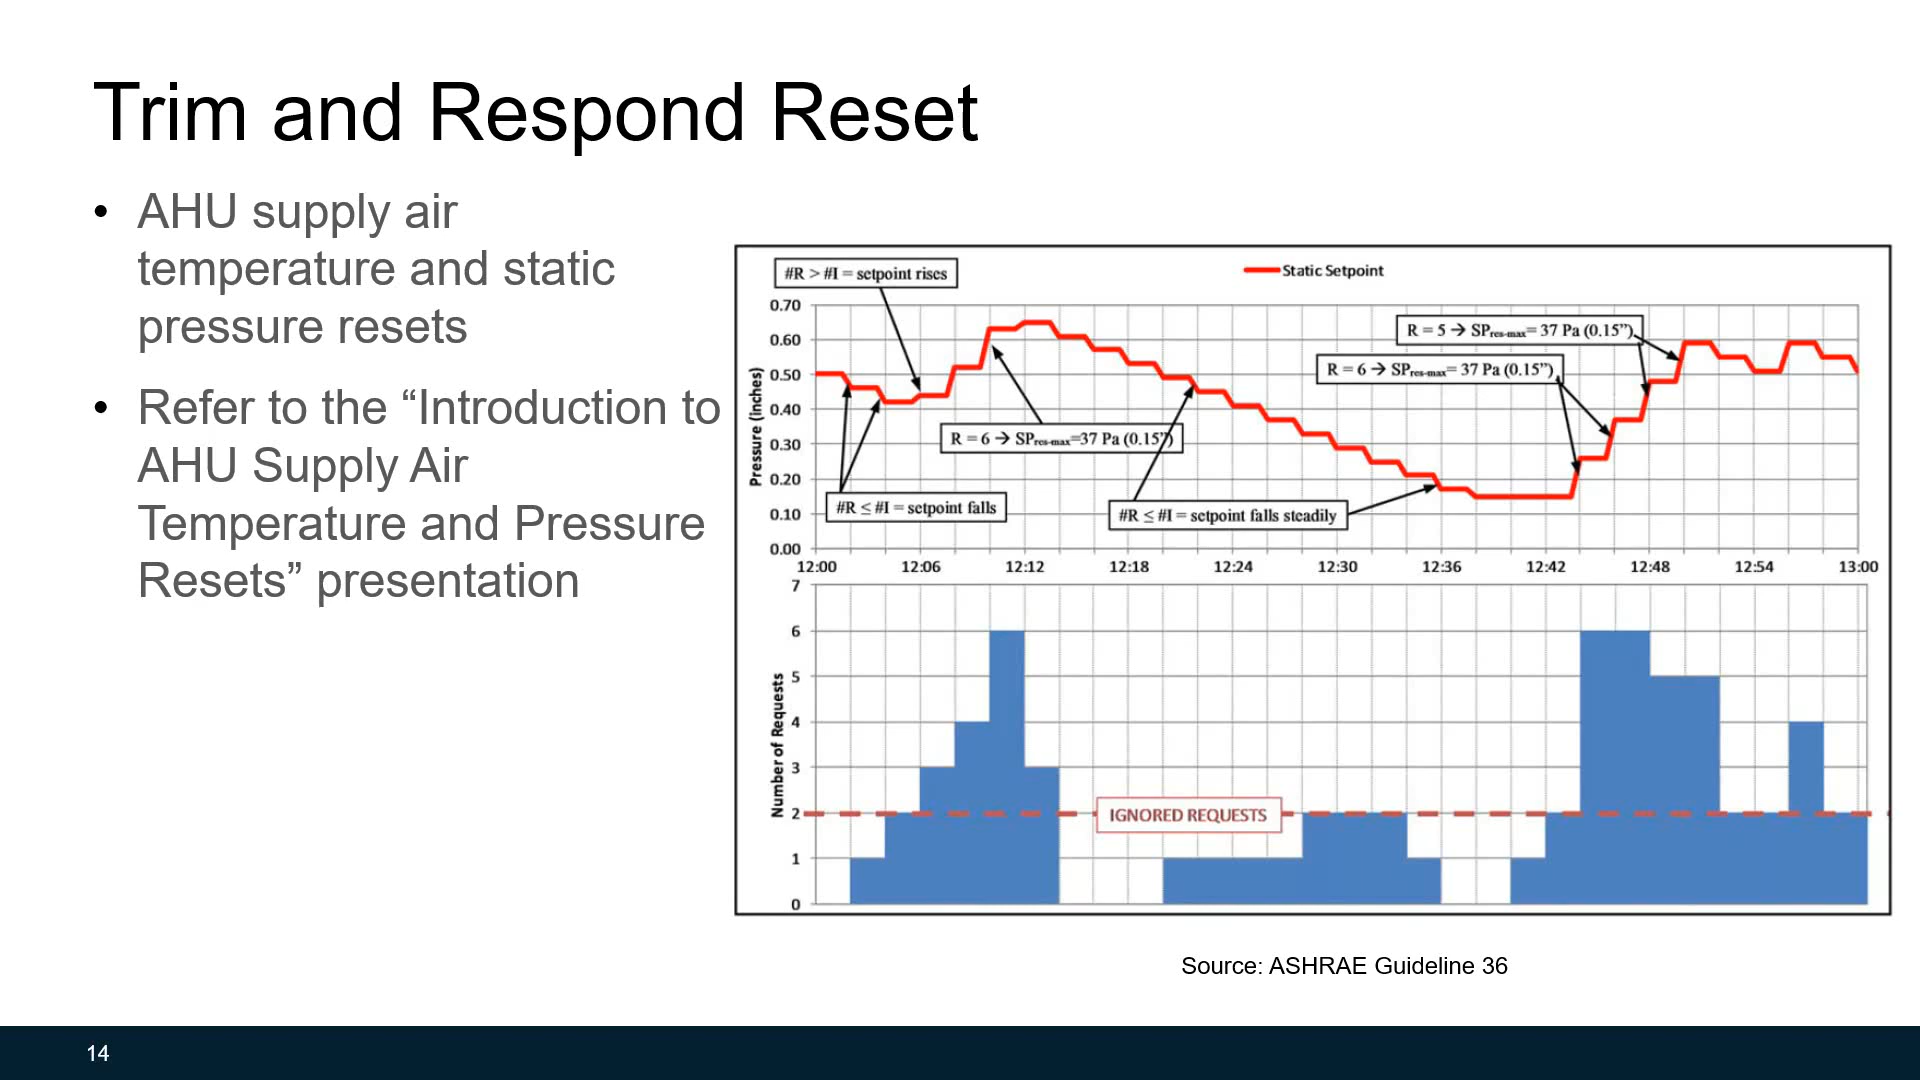 Trim and Respond Reset
• AHU supply air
temperature and static
pressure resets
• Refer to the “Introduction to
AHU Supply Air
Temperature and Pressure
Resets” presentation
#R > #I = setpoint rises
Static Setpoint
R = 5 → SPres-max= 37 Pa (0.15”)
R = 6 → SPres-max= 37 Pa (0.15”)
R = 6 → SPres-max=37 Pa (0.15”)
#R ≤ #I = setpoint falls
#R ≤ #I = setpoint falls steadily
Pressure (inches)
0.70
0.60
0.50
0.40
0.30
0.20
0.10
0.00
12:00 12:06 12:12 12:18 12:24 12:30 12:36 12:42 12:48 12:54 13:00
Number of Requests
7
6
5
4
3
2
1
0
IGNORED REQUESTS
Source: ASHRAE Guideline 36
14